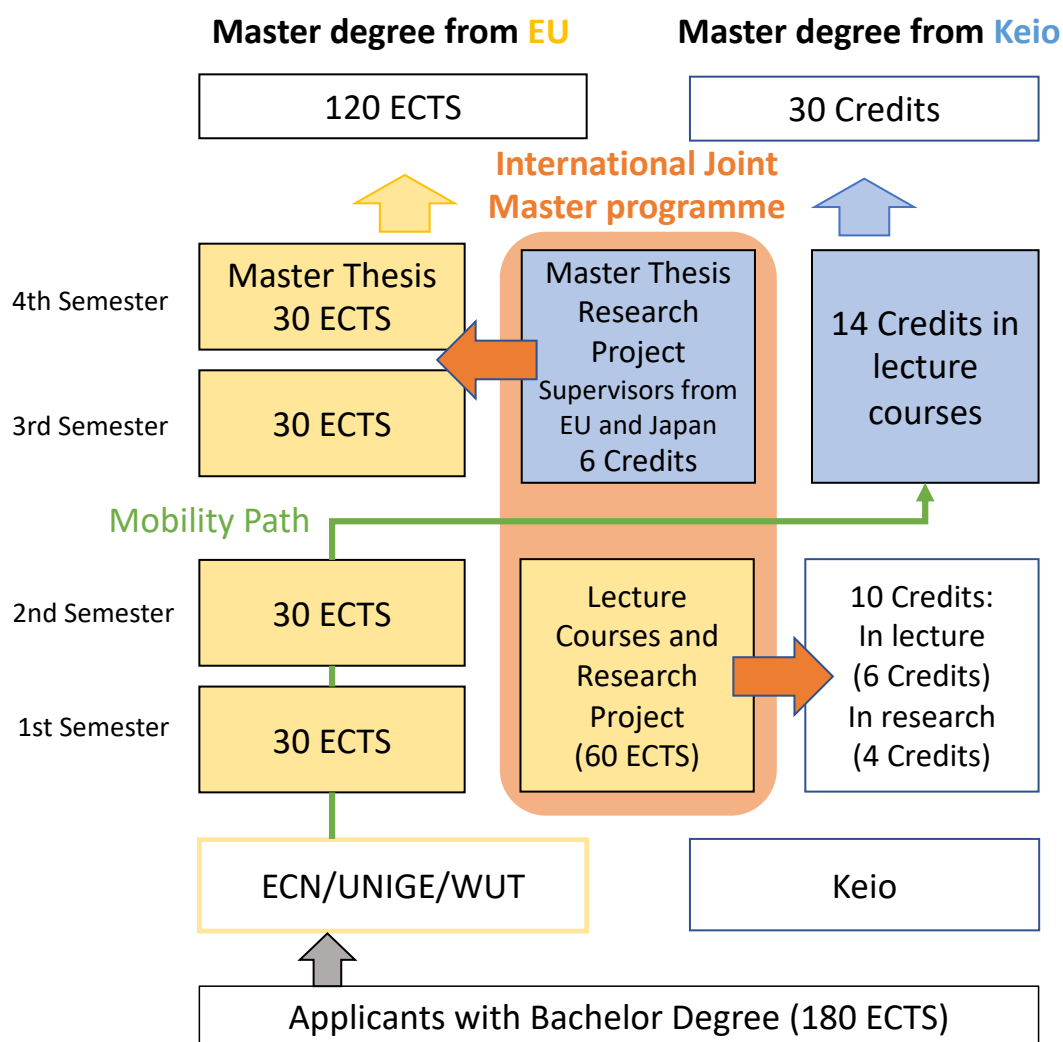 Master degree from EU
Master degree from Keio
120 ECTS
30 Credits
International Joint
Master programme
4th Semester
Master Thesis
30 ECTS
Master Thesis
Research
Project
Supervisors from
EU and Japan
6 Credits
14 Credits in
lecture
courses
3rd Semester
30 ECTS
Mobility Path
2nd Semester
30 ECTS
Lecture
Courses and
Research
Project
(60 ECTS)
10 Credits:
In lecture
(6 Credits)
In research
(4 Credits)
1st Semester
30 ECTS
ECN/UNIGE/WUT
Keio
Applicants with Bachelor Degree (180 ECTS)